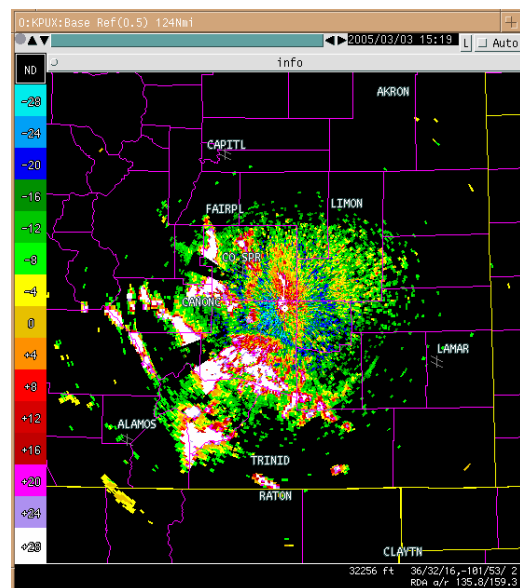 0:KPUX:Base Ref(0.5) 124Nmi
2005/03/03 15:19
L
Auto
info
ND
-28
-24
-20
-16
-12
-8
-4
0
+4
+8
+12
+16
+20
+24
+28
AKRON
CAPITL
FAIRPL
LIMON
CO_SPR
CANONC
LAMAR
ALAMOS
TRINID
RATON
CLAYTN
32256 ft 36/32/16,-101/53/ 2
RDA a/r 135.8/159.3